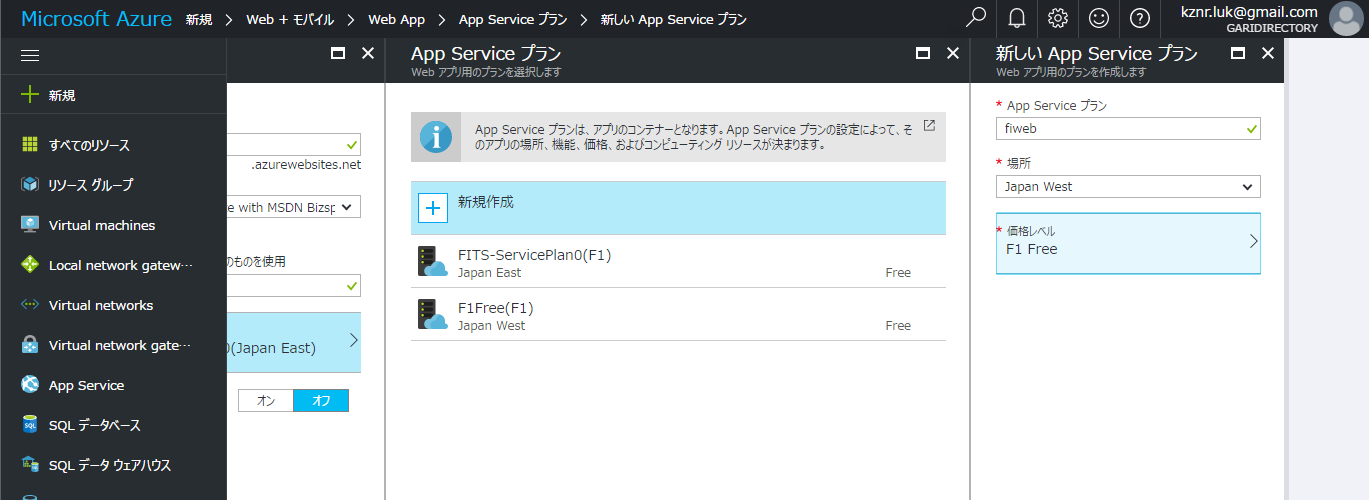 Microsoft Azure 新規 > Web + モバイル > Web App > App Service プラン > 新しい App Service プラン
kznr.luk@gmail.com
GARIDIRECTORY
新規
すべてのリソース
リソース グループ
Virtual machines
Local network gatew…
Virtual networks
Virtual network gate…
App Service
SQL データベース
SQL データ ウェアハウス
.azurewebsites.net
e with MSDN Bizsp
のものを使用
0(Japan East)
オン オフ
App Service プラン
Web アプリ用のプランを選択します
App Service プランは、アプリのコンテナーとなります。App Service プランの設定によって、そ
のアプリの場所、機能、価格、およびコンピューティング リソースが決まります。
新規作成
FITS-ServicePlan0(F1)
Japan East Free
F1Free(F1)
Japan West Free
新しい App Service プラン
Web アプリ用のプランを作成します
* App Service プラン
fiweb
* 場所
Japan West
* 価格レベル
F1 Free